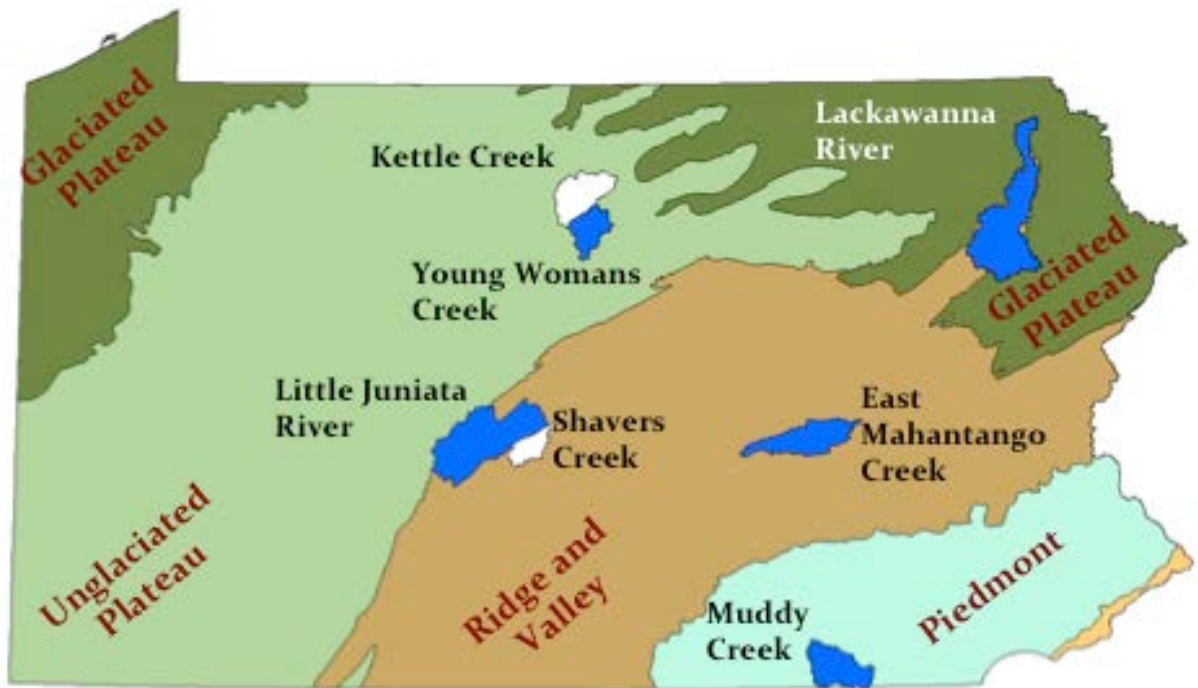 Glaciated
Plateau
Kettle Creek
Lackawanna
River
Young Womans
Creek
Glaciated
Plateau
Little Juniata
River
Shavers
Creek
East
Mahantango
Creek
Unglaciated
Plateau
Ridge and
Valley
Piedmont
Muddy
Creek